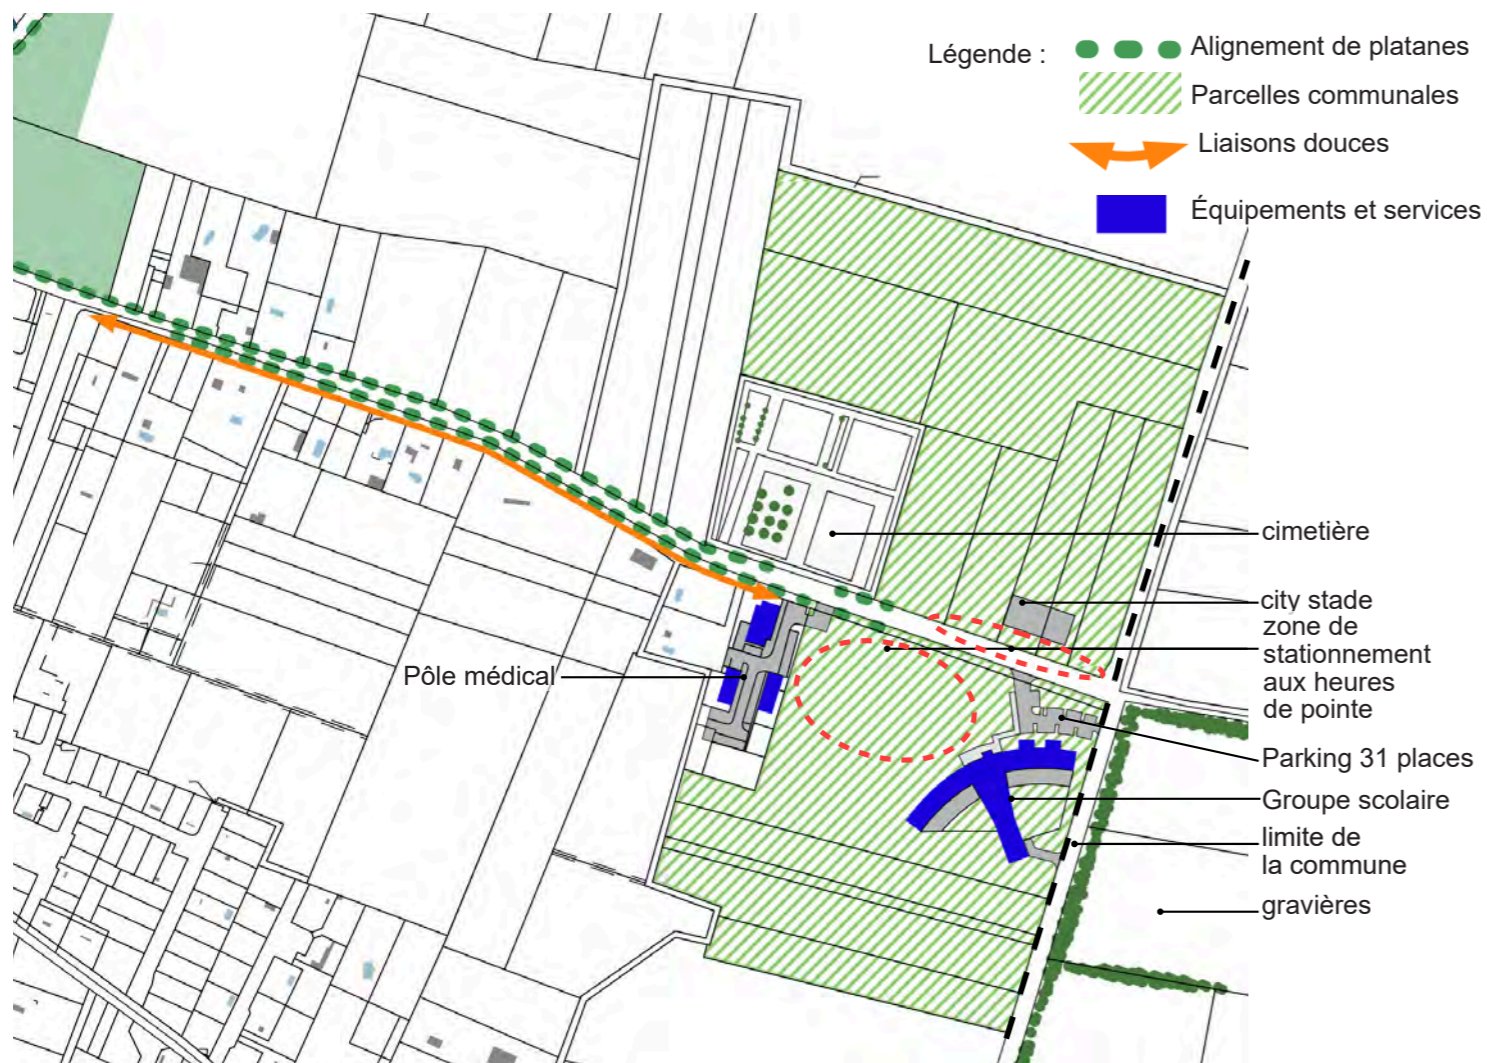 Légende :
Alignement de platanes
Parcelles communales
Liaisons douces
Équipements et services
cimetière
city stade
zone de
stationnement
aux heures
de pointe
Pôle médical
Parking 31 places
Groupe scolaire
limite de
la commune
gravières